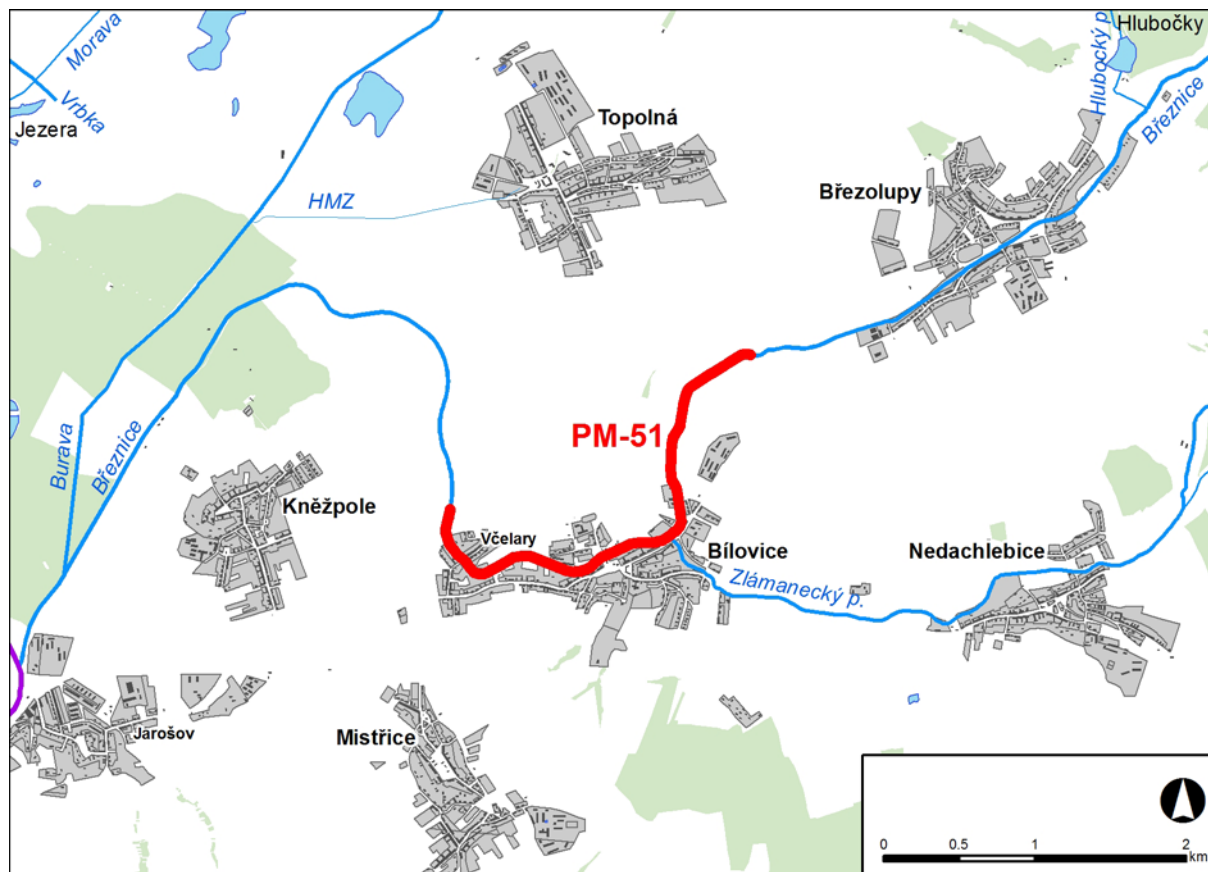 Hlubočky
Hlubocký p.
Morava
Vrbka
Jezera
Topolná
Březnice
Březolupy
HMZ
PM-51
Burava
Březnice
Kněžpole
Včelary
Bílovice
Nedachlebice
Zlámanecký p.
Jarošov
Mistřice
0 0.5 1 2
km